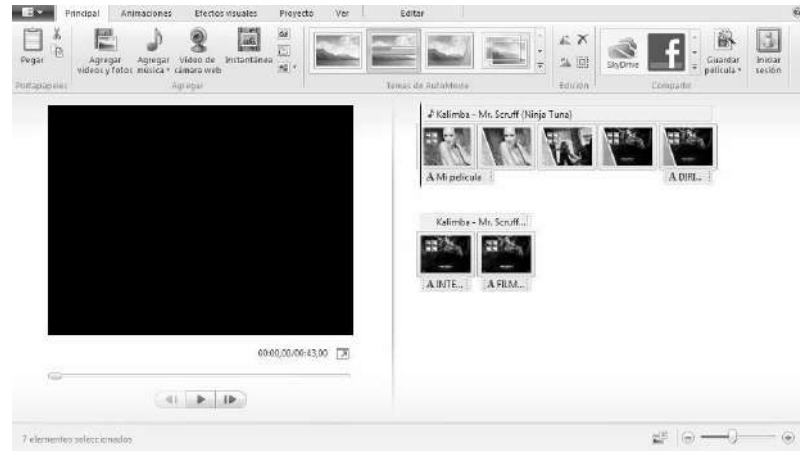 Principal Animaciones Efectos visuales Proyecto Ver Editar
Pegar
Agregar vídeos y fotos
Agregar música
Vídeo de cámara web
Instantánea
SkyDrive
f
Guardar película
Iniciar sesión
Portapapeles Agregar Temas de AutoMovie Edición Compartir
Kalimba - Mr. Scruff (Ninja Tuna)
A Mi película
A DIRI...
Kalimba - Mr. Scruff...
A INTE...
A FILM...
00:00,00/00:43,00
7 elementos seleccionados